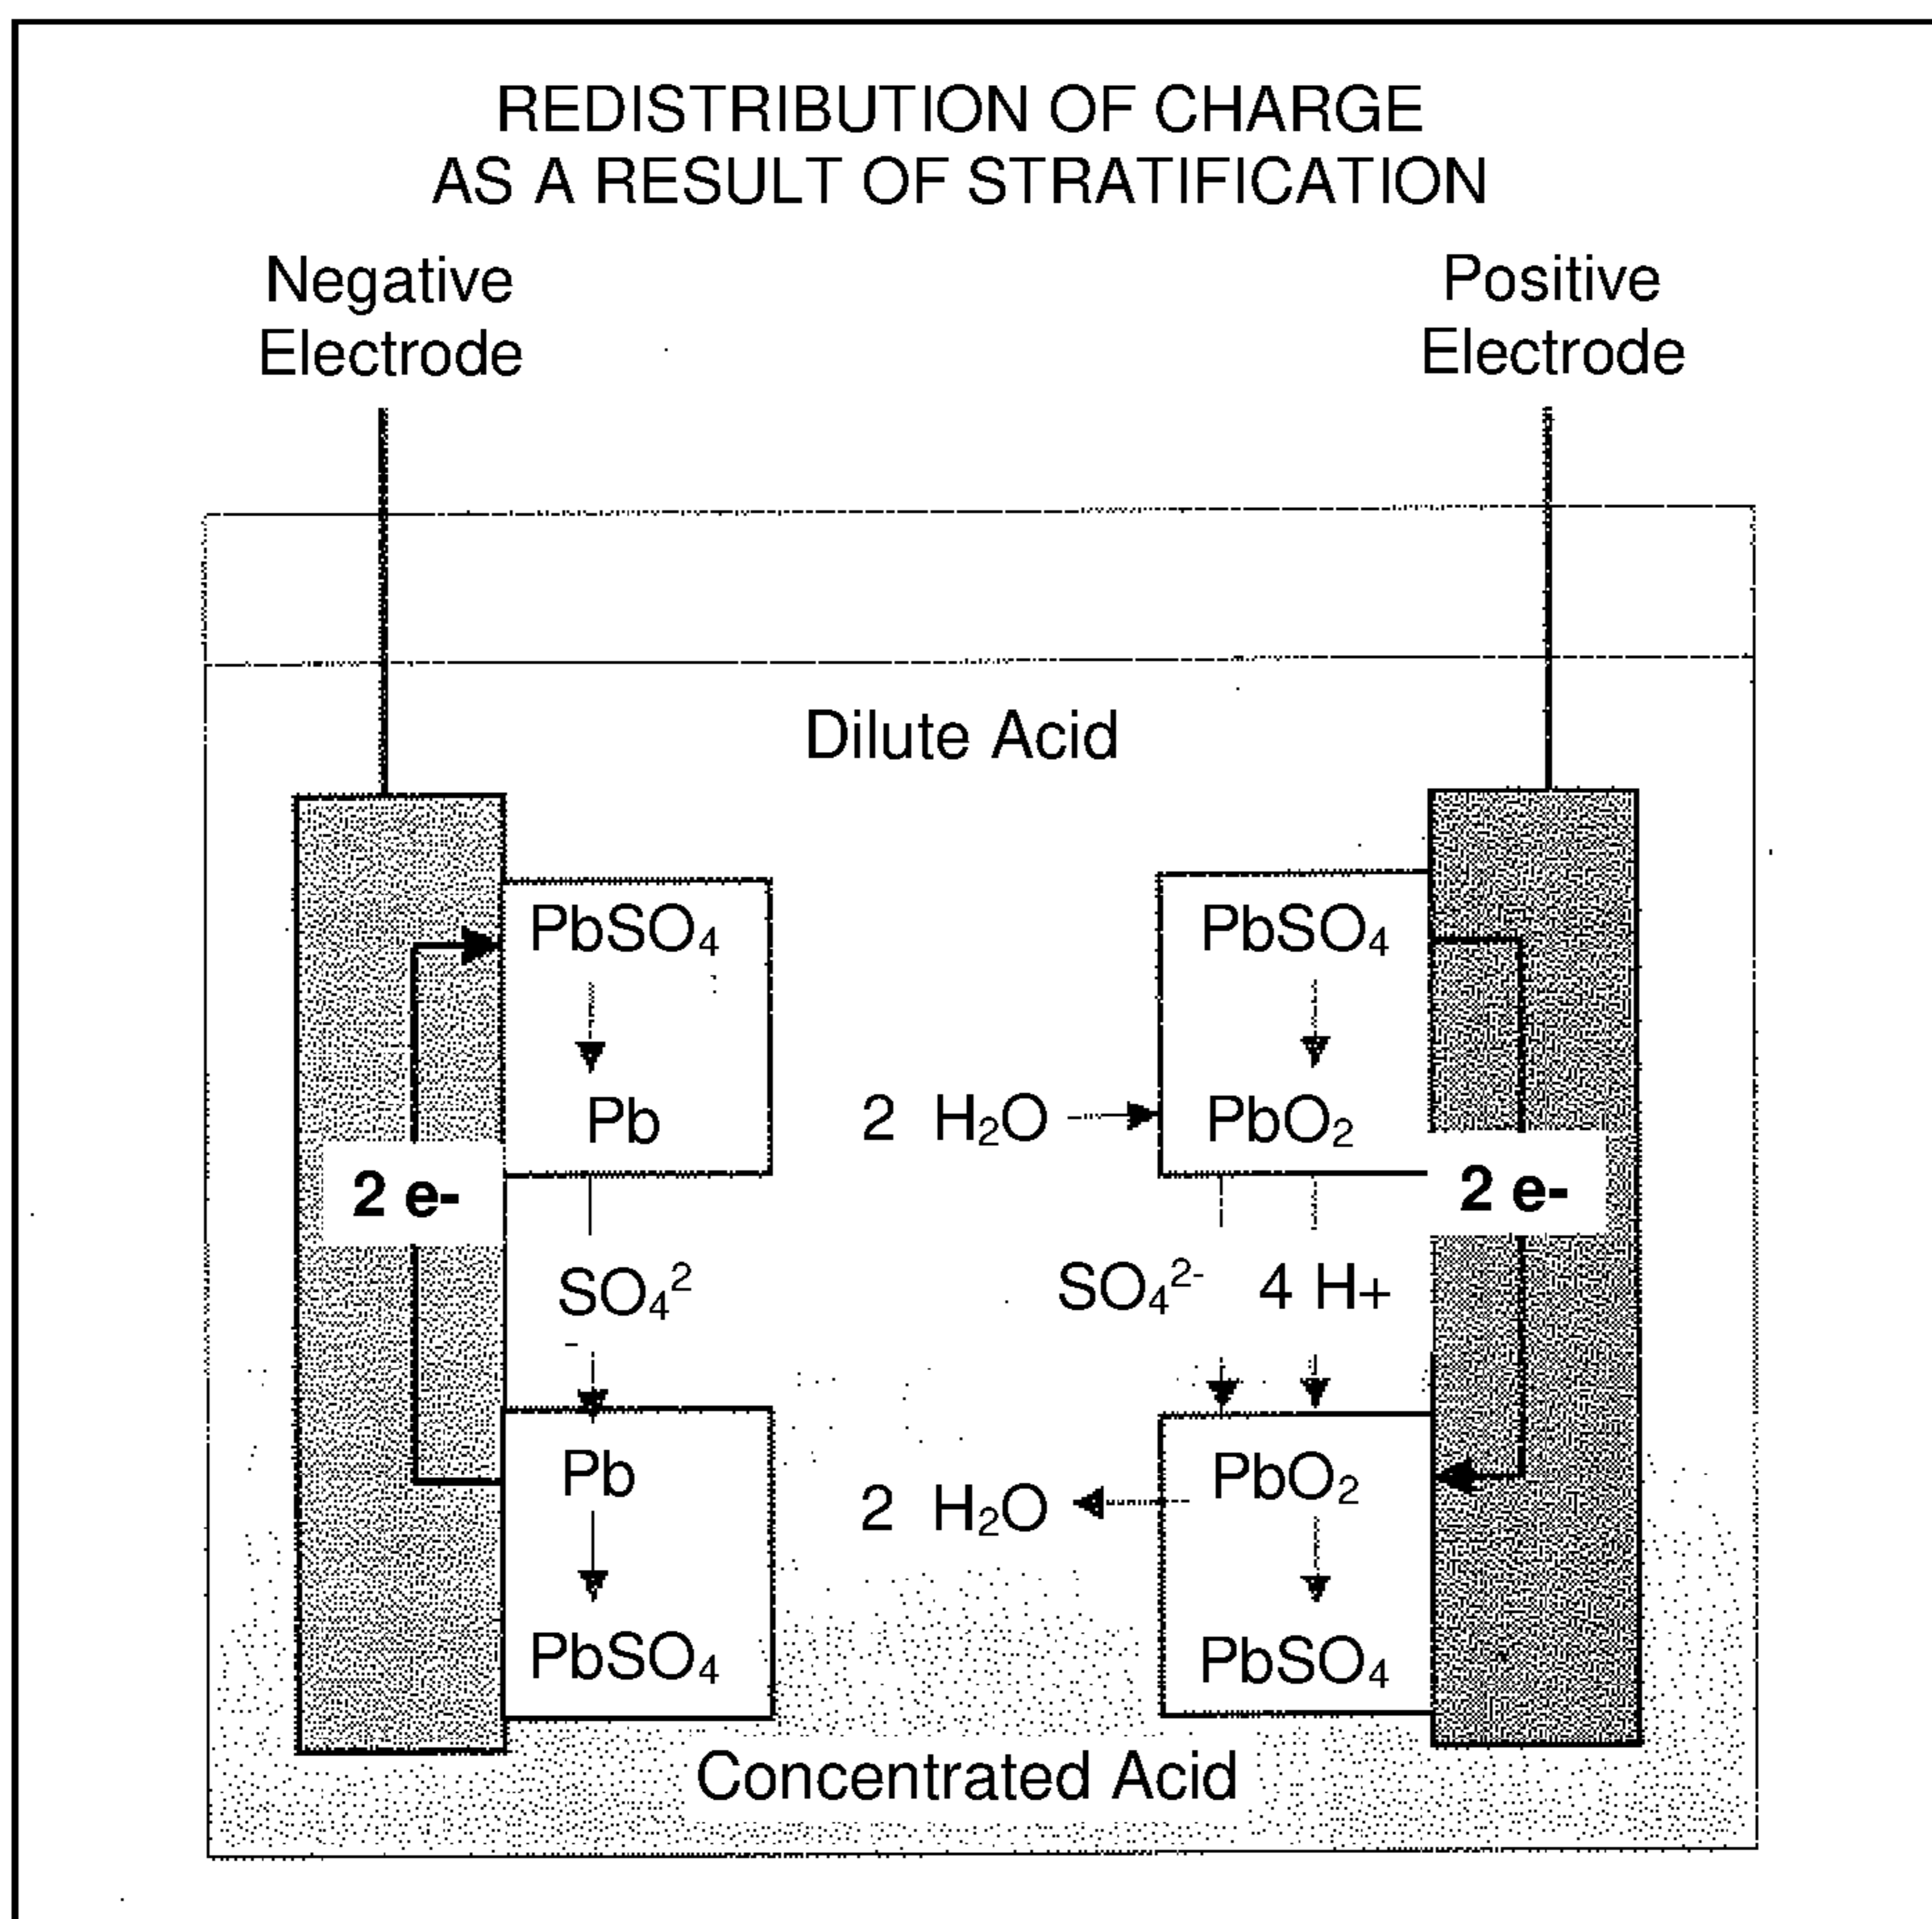 REDISTRIBUTION OF CHARGE
AS A RESULT OF STRATIFICATION
Negative
Electrode
Positive
Electrode
Dilute Acid
PbSO₄
PbSO₄
Pb
2 H₂O
PbO₂
2 e-
2 e-
SO₄²
-
SO₄²⁻ 4 H+
Pb
PbO₂
2 H₂O
PbSO₄
PbSO₄
Concentrated Acid